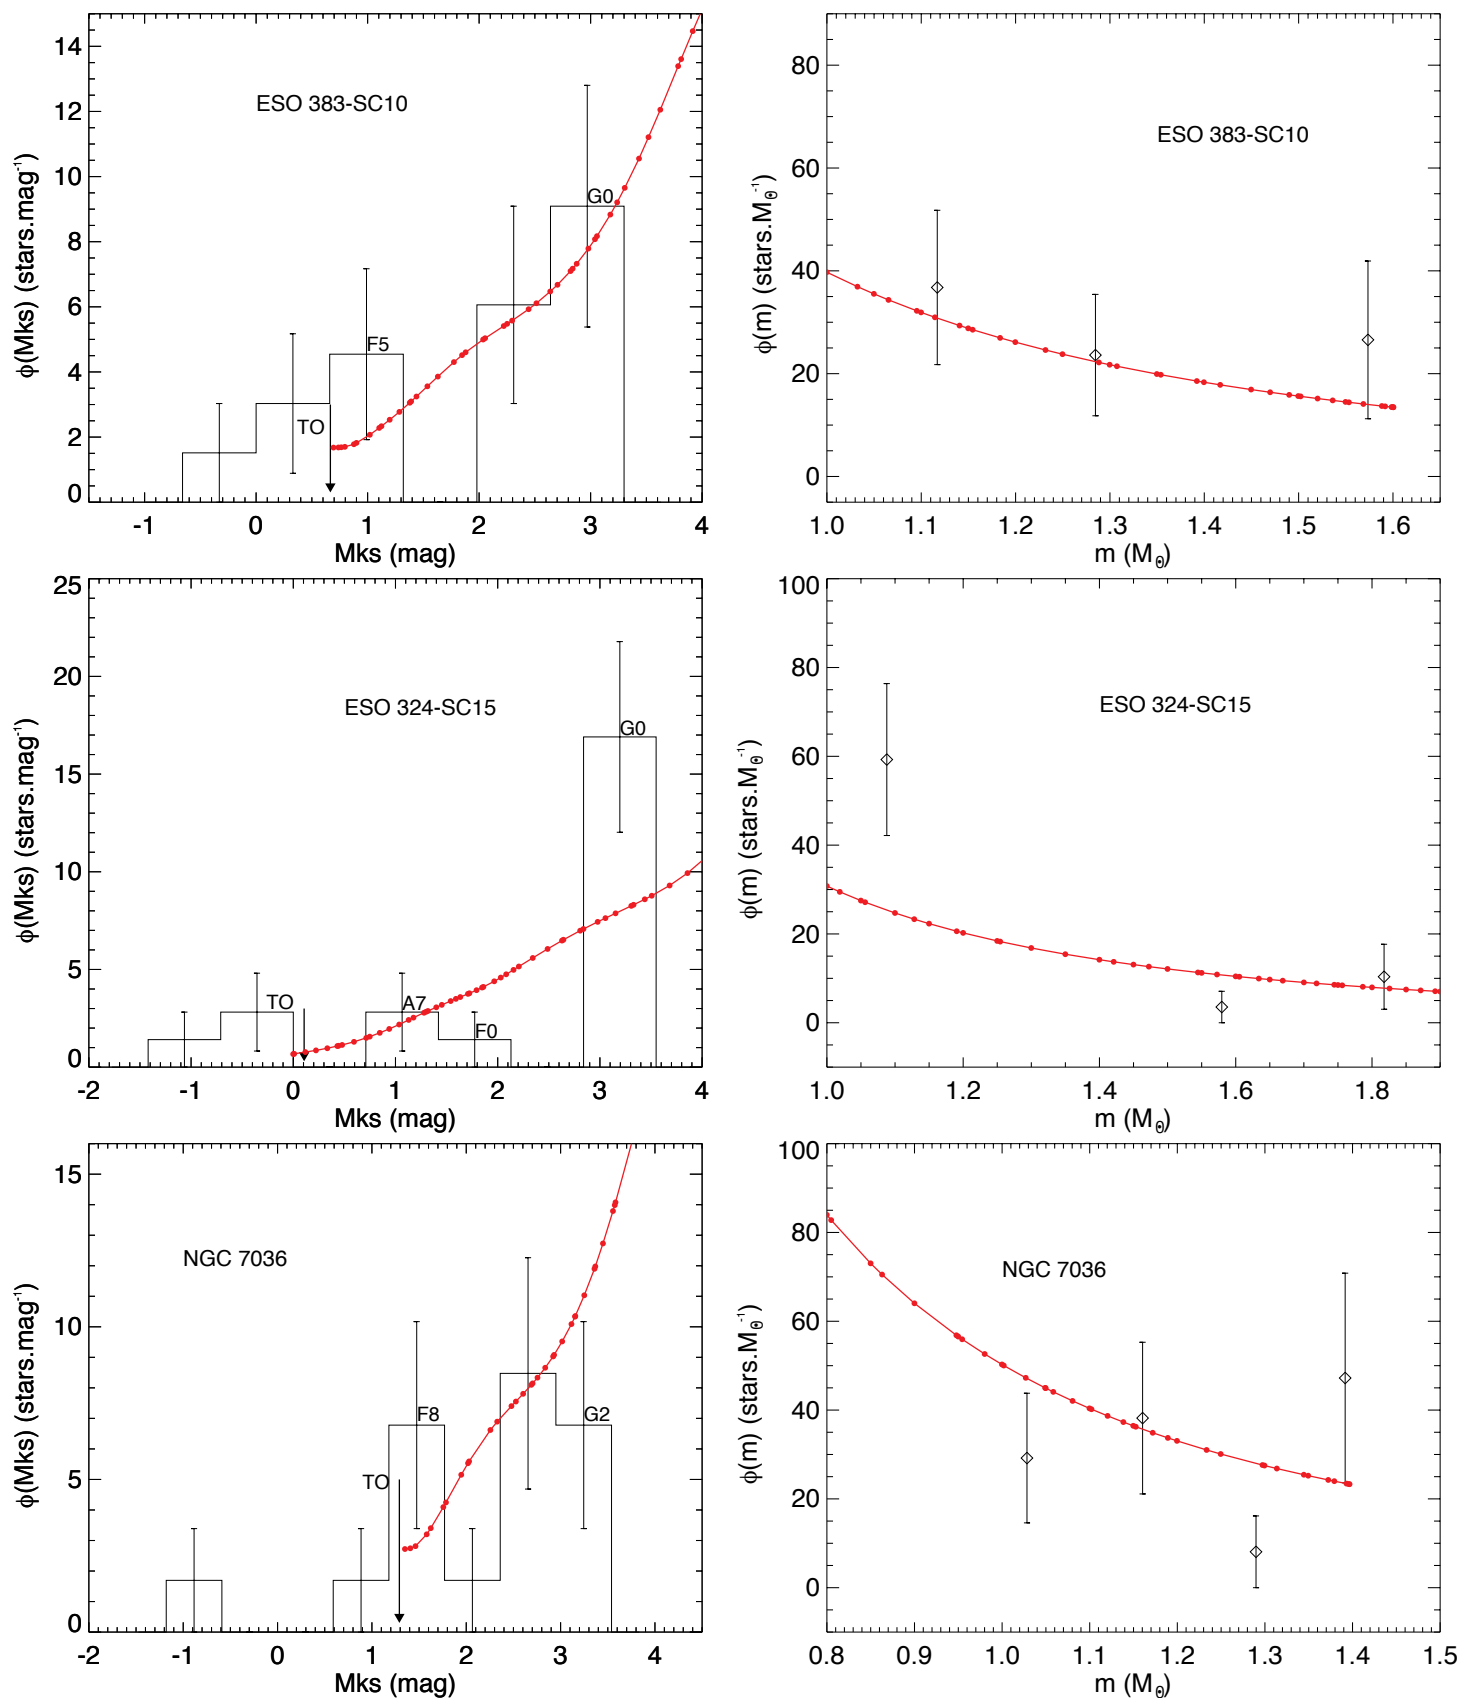 14
12
10
8
6
4
2
0
ϕ(Mks) (stars.mag⁻¹)
ESO 383-SC10
TO
F5
G0
-1 0 1 2 3 4
Mks (mag)
80
60
40
20
0
ϕ(m) (stars.M⊙⁻¹)
ESO 383-SC10
1.0 1.1 1.2 1.3 1.4 1.5 1.6
m (M⊙)
25
20
15
10
5
0
ϕ(Mks) (stars.mag⁻¹)
ESO 324-SC15
TO
A7
F0
G0
-2 -1 0 1 2 3 4
Mks (mag)
100
80
60
40
20
0
ϕ(m) (stars.M⊙⁻¹)
ESO 324-SC15
1.0 1.2 1.4 1.6 1.8
m (M⊙)
15
10
5
0
ϕ(Mks) (stars.mag⁻¹)
NGC 7036
TO
F8
G2
-2 -1 0 1 2 3 4
Mks (mag)
100
80
60
40
20
0
ϕ(m) (stars.M⊙⁻¹)
NGC 7036
0.8 0.9 1.0 1.1 1.2 1.3 1.4 1.5
m (M⊙)